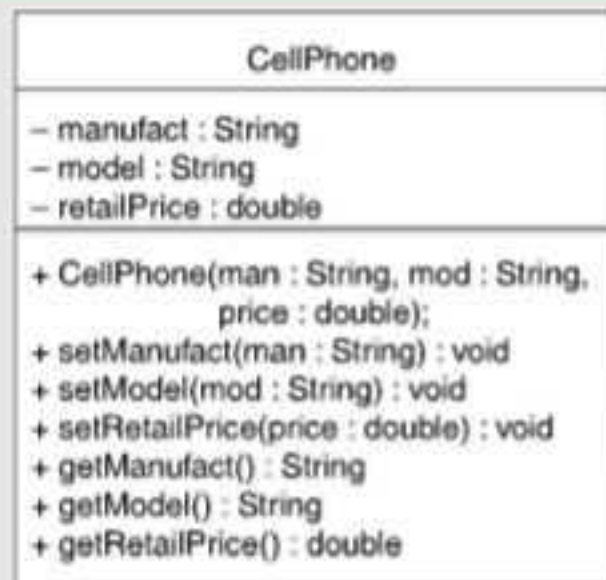 CellPhone
– manufact : String
– model : String
– retailPrice : double
+ CellPhone(man : String, mod : String,
price : double);
+ setManufact(man : String) : void
+ setModel(mod : String) : void
+ setRetailPrice(price : double) : void
+ getManufact() : String
+ getModel() : String
+ getRetailPrice() : double